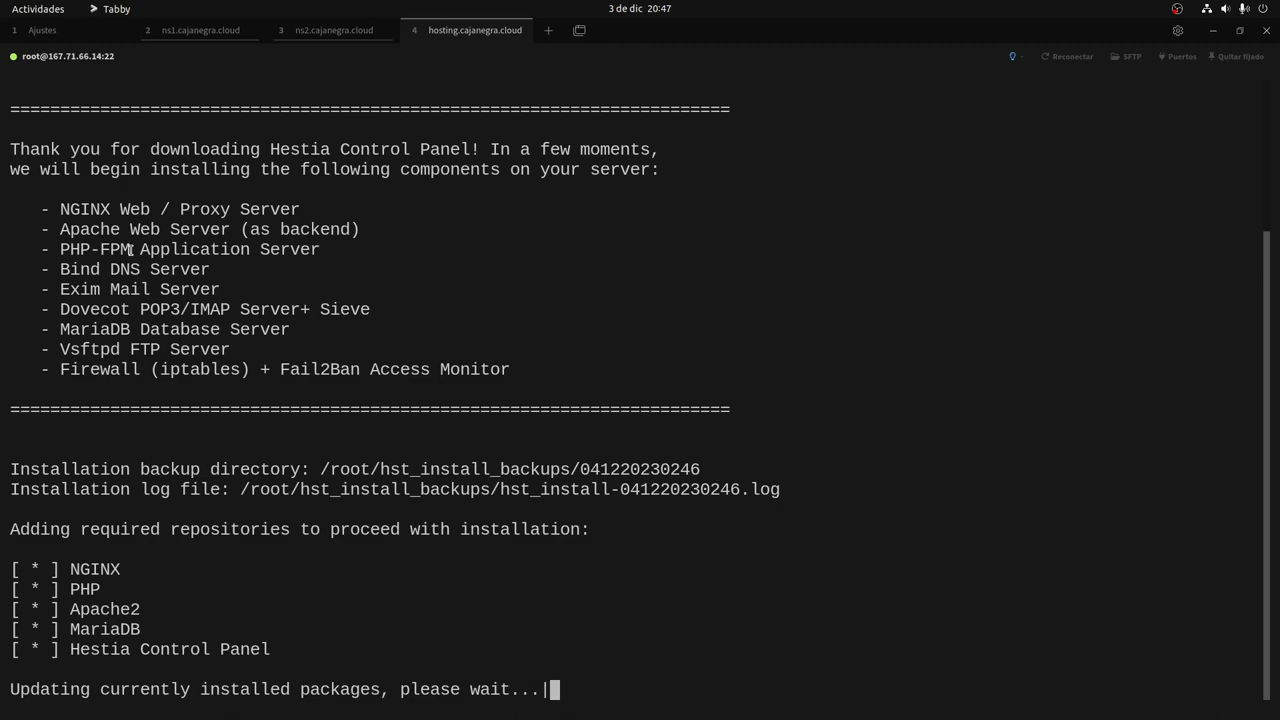 Actividades
Tabby
3 de dic 20:47
1 Ajustes
2 ns1.cajanegra.cloud
3 ns2.cajanegra.cloud
4 hosting.cajanegra.cloud
root@167.71.66.14:22
Reconectar
SFTP
Puertos
Quitar fijado
========================================================================
Thank you for downloading Hestia Control Panel! In a few moments,
we will begin installing the following components on your server:
- NGINX Web / Proxy Server
- Apache Web Server (as backend)
- PHP-FPM Application Server
- Bind DNS Server
- Exim Mail Server
- Dovecot POP3/IMAP Server+ Sieve
- MariaDB Database Server
- Vsftpd FTP Server
- Firewall (iptables) + Fail2Ban Access Monitor
========================================================================
Installation backup directory: /root/hst_install_backups/041220230246
Installation log file: /root/hst_install_backups/hst_install-041220230246.log
Adding required repositories to proceed with installation:
[ * ] NGINX
[ * ] PHP
[ * ] Apache2
[ * ] MariaDB
[ * ] Hestia Control Panel
Updating currently installed packages, please wait...|